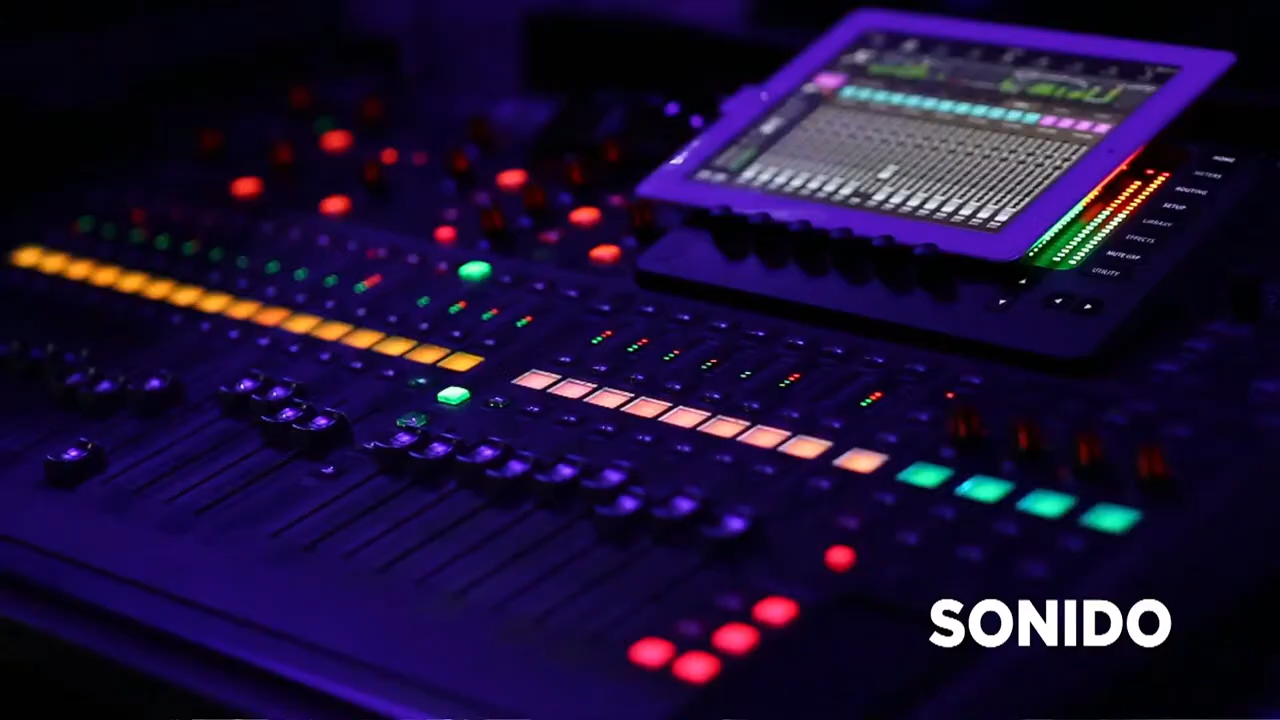 HOME
METERS
ROUTING
SETUP
LIBRARY
EFFECTS
MUTE GRP
UTILITY
SONIDO